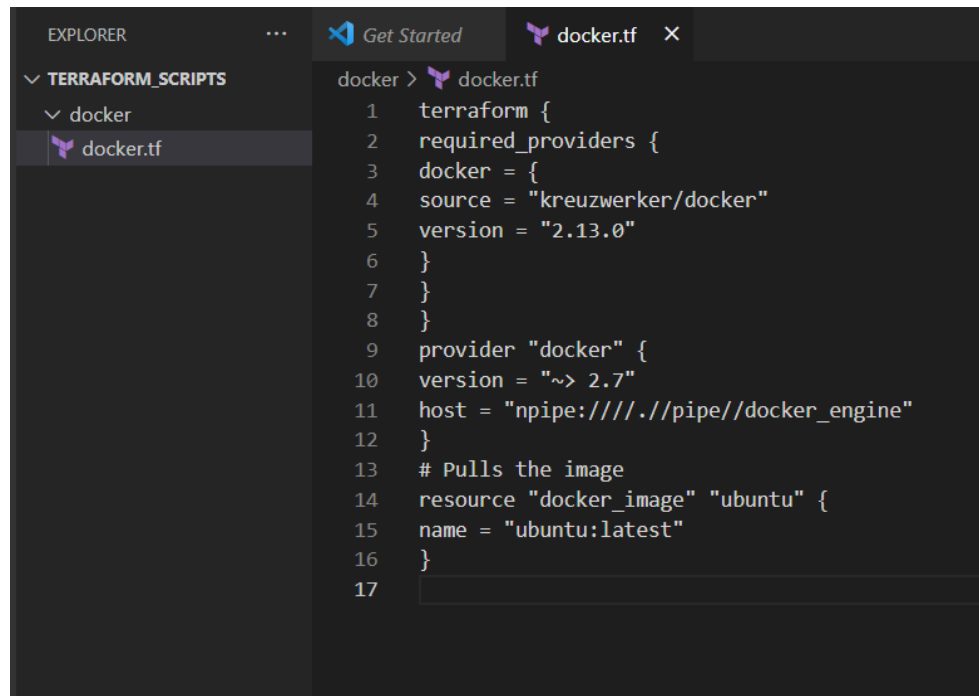 EXPLORER ...
TERRAFORM_SCRIPTS
docker
docker.tf
Get Started
docker.tf ×
docker > docker.tf
1 terraform {
2 required_providers {
3 docker = {
4 source = "kreuzwerker/docker"
5 version = "2.13.0"
6 }
7 }
8 }
9 provider "docker" {
10 version = "~> 2.7"
11 host = "npipe:////.//pipe//docker_engine"
12 }
13 # Pulls the image
14 resource "docker_image" "ubuntu" {
15 name = "ubuntu:latest"
16 }
17